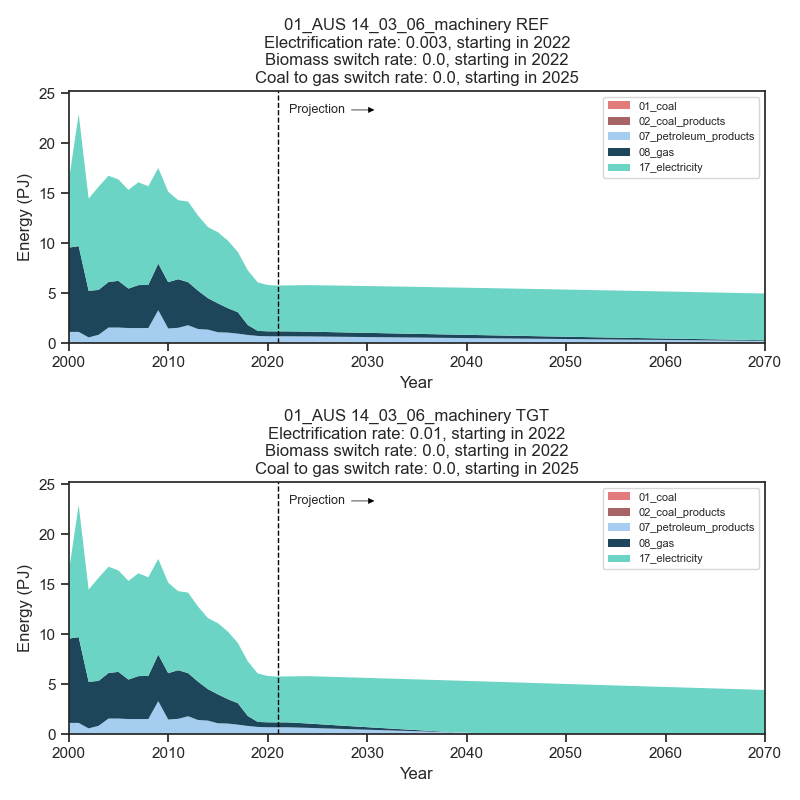 01_AUS 14_03_06_machinery REF
Electrification rate: 0.003, starting in 2022
Biomass switch rate: 0.0, starting in 2022
Coal to gas switch rate: 0.0, starting in 2025
25
20
15
10
5
0
Energy (PJ)
Projection
01_coal
02_coal_products
07_petroleum_products
08_gas
17_electricity
2000 2010 2020 2030 2040 2050 2060 2070
Year
01_AUS 14_03_06_machinery TGT
Electrification rate: 0.01, starting in 2022
Biomass switch rate: 0.0, starting in 2022
Coal to gas switch rate: 0.0, starting in 2025
25
20
15
10
5
0
Energy (PJ)
Projection
01_coal
02_coal_products
07_petroleum_products
08_gas
17_electricity
2000 2010 2020 2030 2040 2050 2060 2070
Year